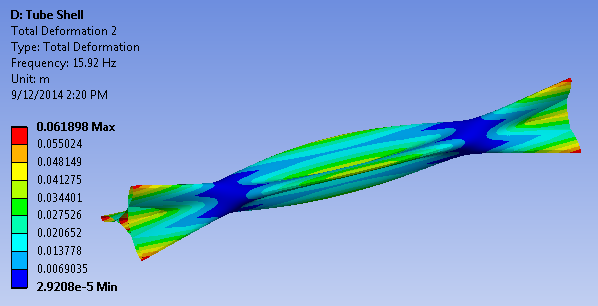 D: Tube Shell
Total Deformation 2
Type: Total Deformation
Frequency: 15.92 Hz
Unit: m
9/12/2014 2:20 PM
0.061898 Max
0.055024
0.048149
0.041275
0.034401
0.027526
0.020652
0.013778
0.0069035
2.9208e-5 Min